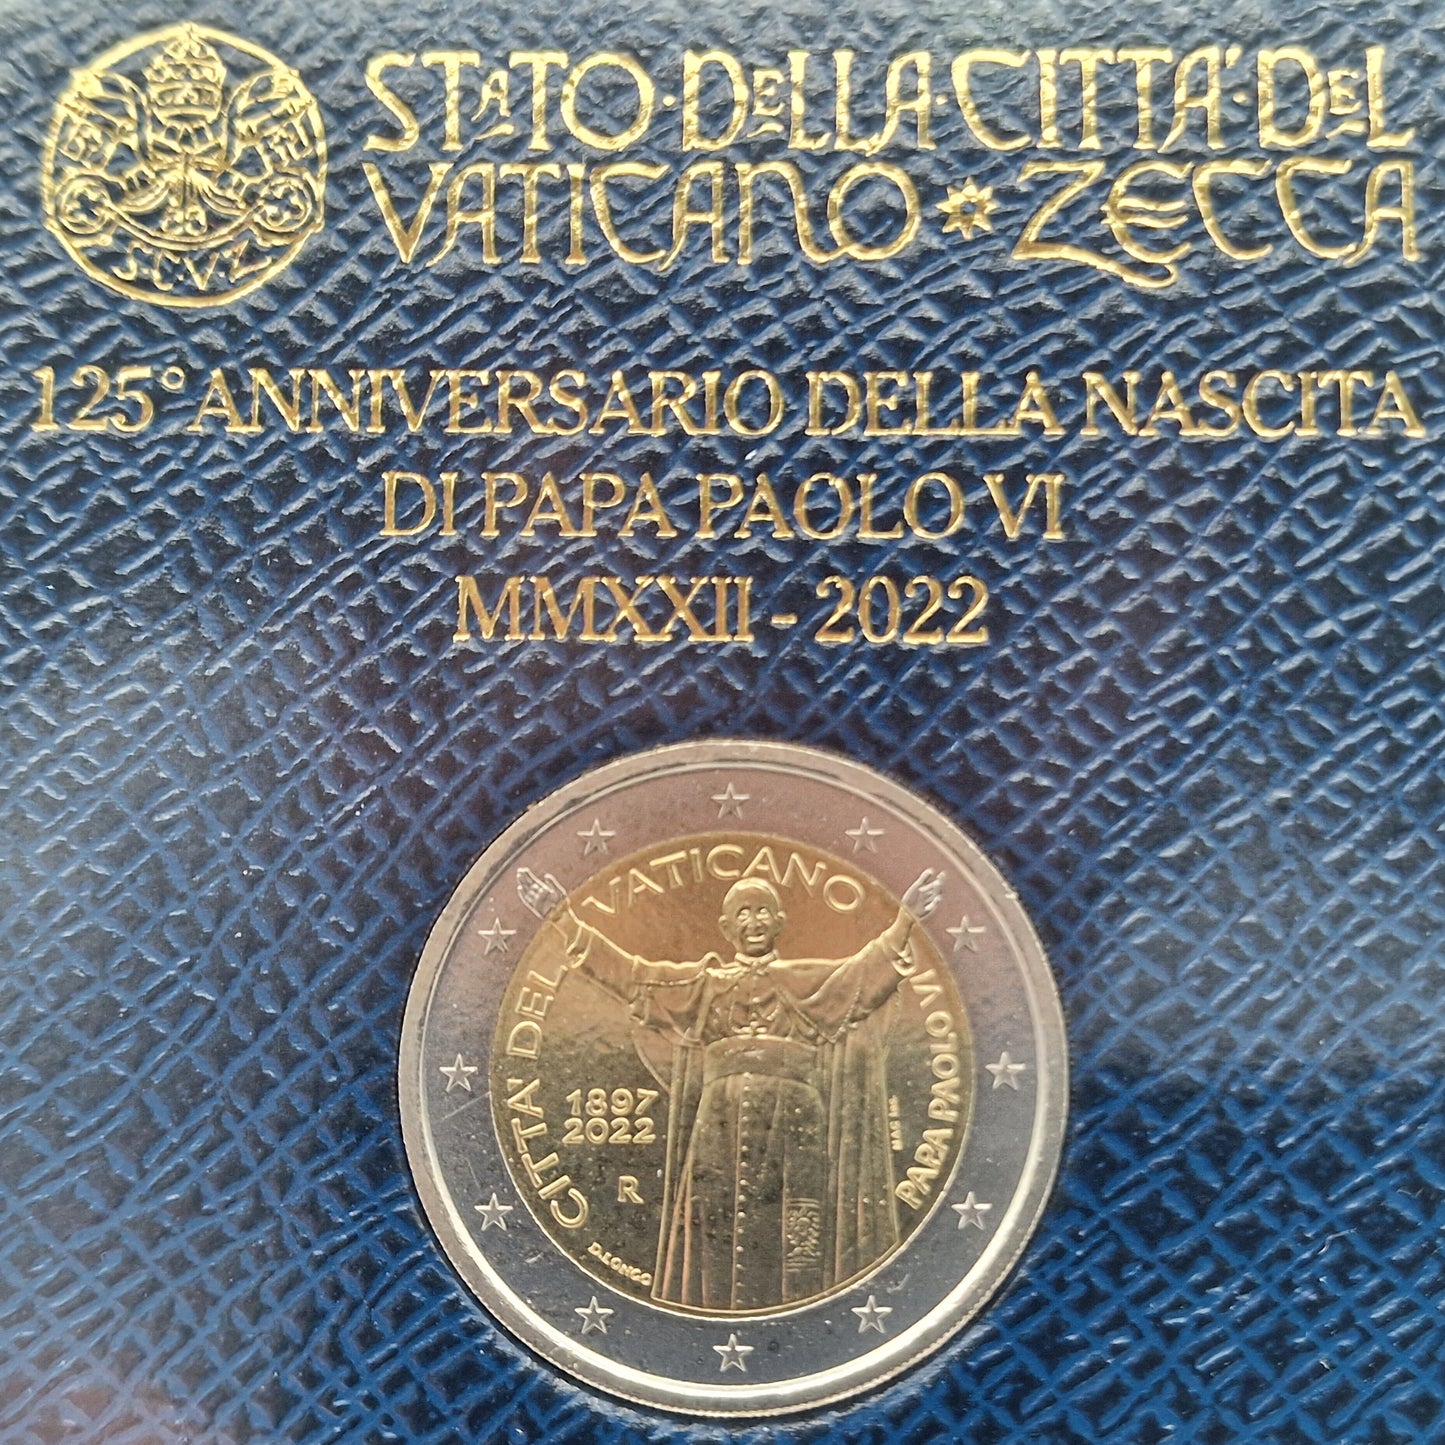 STATO·DELLA·CITTA'·DEL
VATICANO * ZECCA
S·C·V·Z
125° ANNIVERSARIO DELLA NASCITA
DI PAPA PAOLO VI
MMXXII - 2022
CITTA' DEL VATICANO
1897
2022
R
D.LONGO
PAPA PAOLO VI